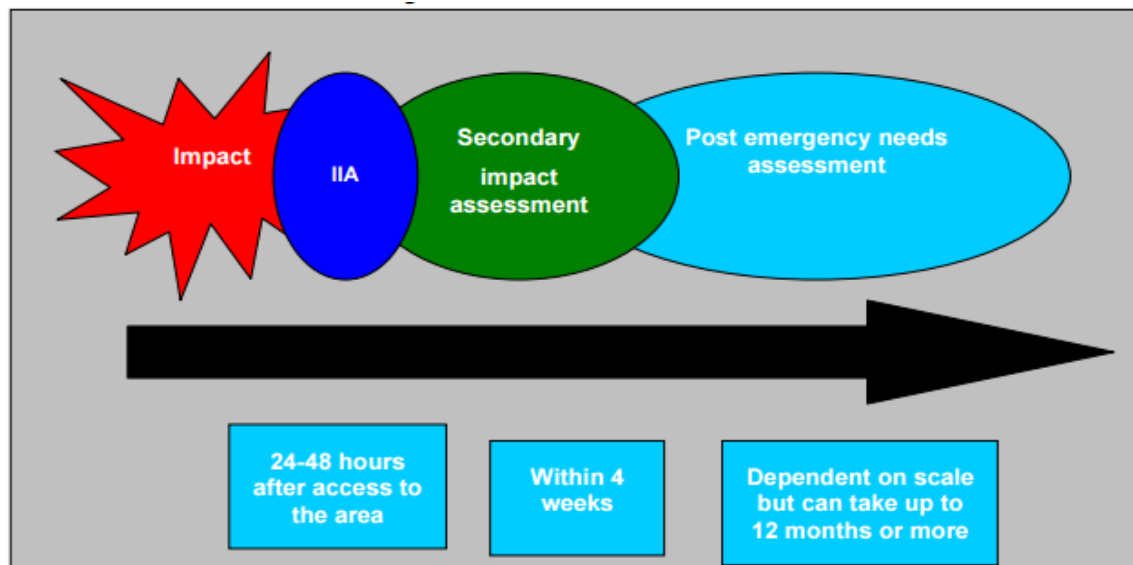 Impact
IIA
Secondary
impact
assessment
Post emergency needs
assessment
24-48 hours
after access to
the area
Within 4
weeks
Dependent on scale
but can take up to
12 months or more